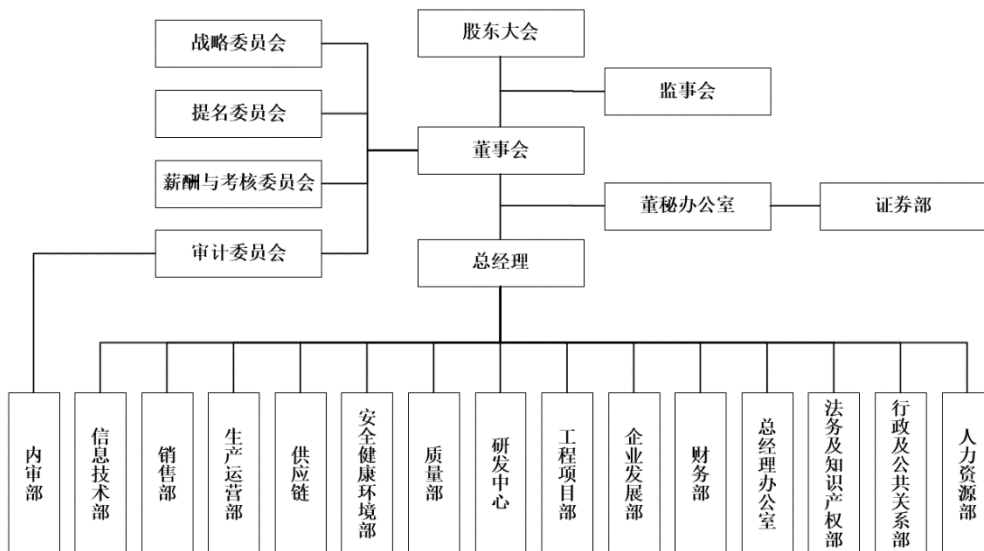 股东大会
战略委员会
监事会
提名委员会
董事会
薪酬与考核委员会
董秘办公室
证券部
审计委员会
总经理
内审部
信息技术部
销售部
生产运营部
供应链
安全健康环境部
质量部
研发中心
工程项目部
企业发展部
财务部
总经理办公室
法务及知识产权部
行政及公共关系部
人力资源部